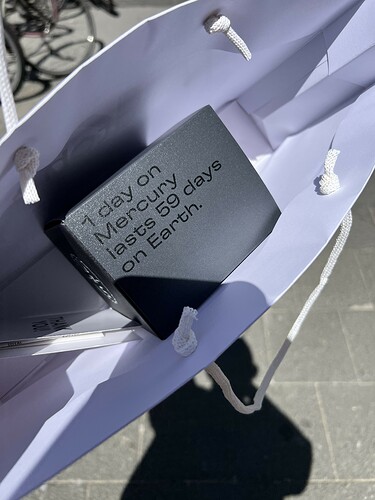 1 day on
Mercury
lasts 59 days
on Earth.